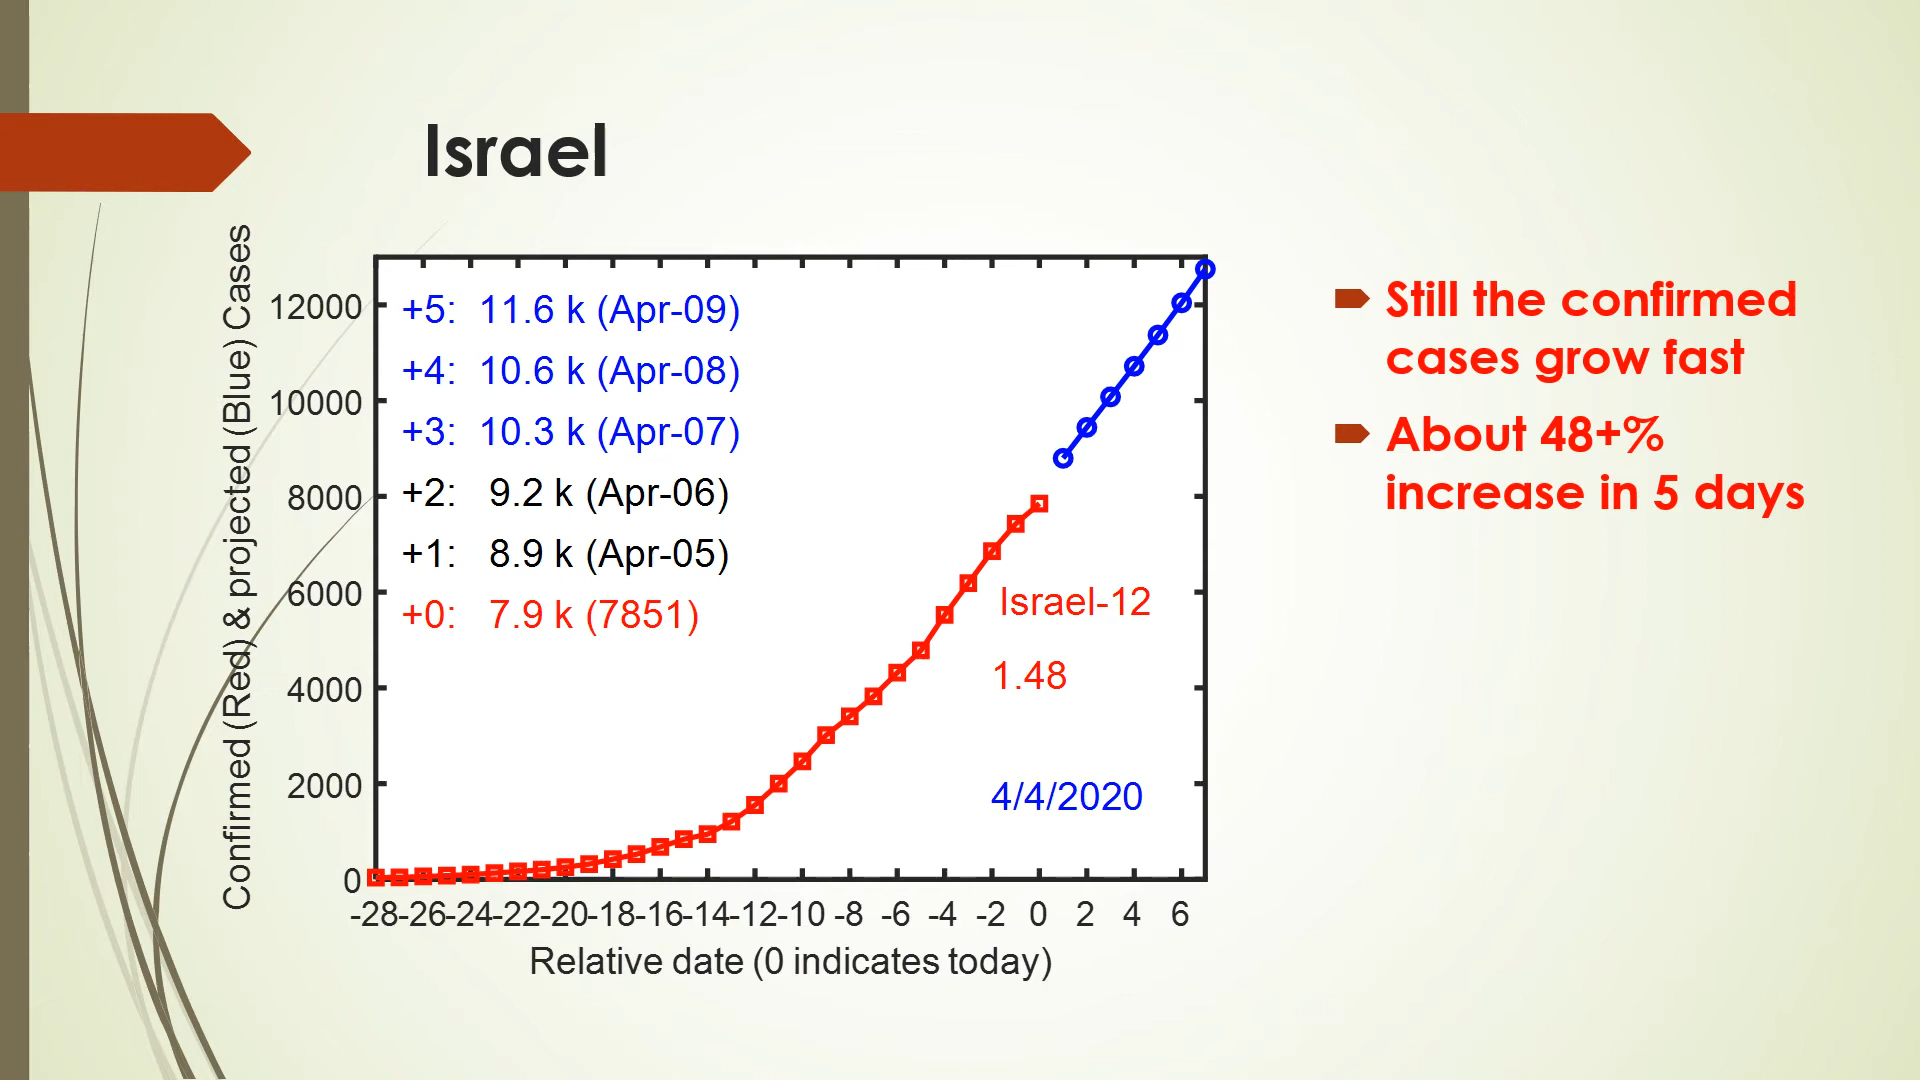 Israel
Confirmed (Red) & projected (Blue) Cases
12000
10000
8000
6000
4000
2000
0
+5: 11.6 k (Apr-09)
+4: 10.6 k (Apr-08)
+3: 10.3 k (Apr-07)
+2: 9.2 k (Apr-06)
+1: 8.9 k (Apr-05)
+0: 7.9 k (7851)
Israel-12
1.48
4/4/2020
-28 -26 -24 -22 -20 -18 -16 -14 -12 -10 -8 -6 -4 -2 0 2 4 6
Relative date (0 indicates today)
Still the confirmed
cases grow fast
About 48+%
increase in 5 days